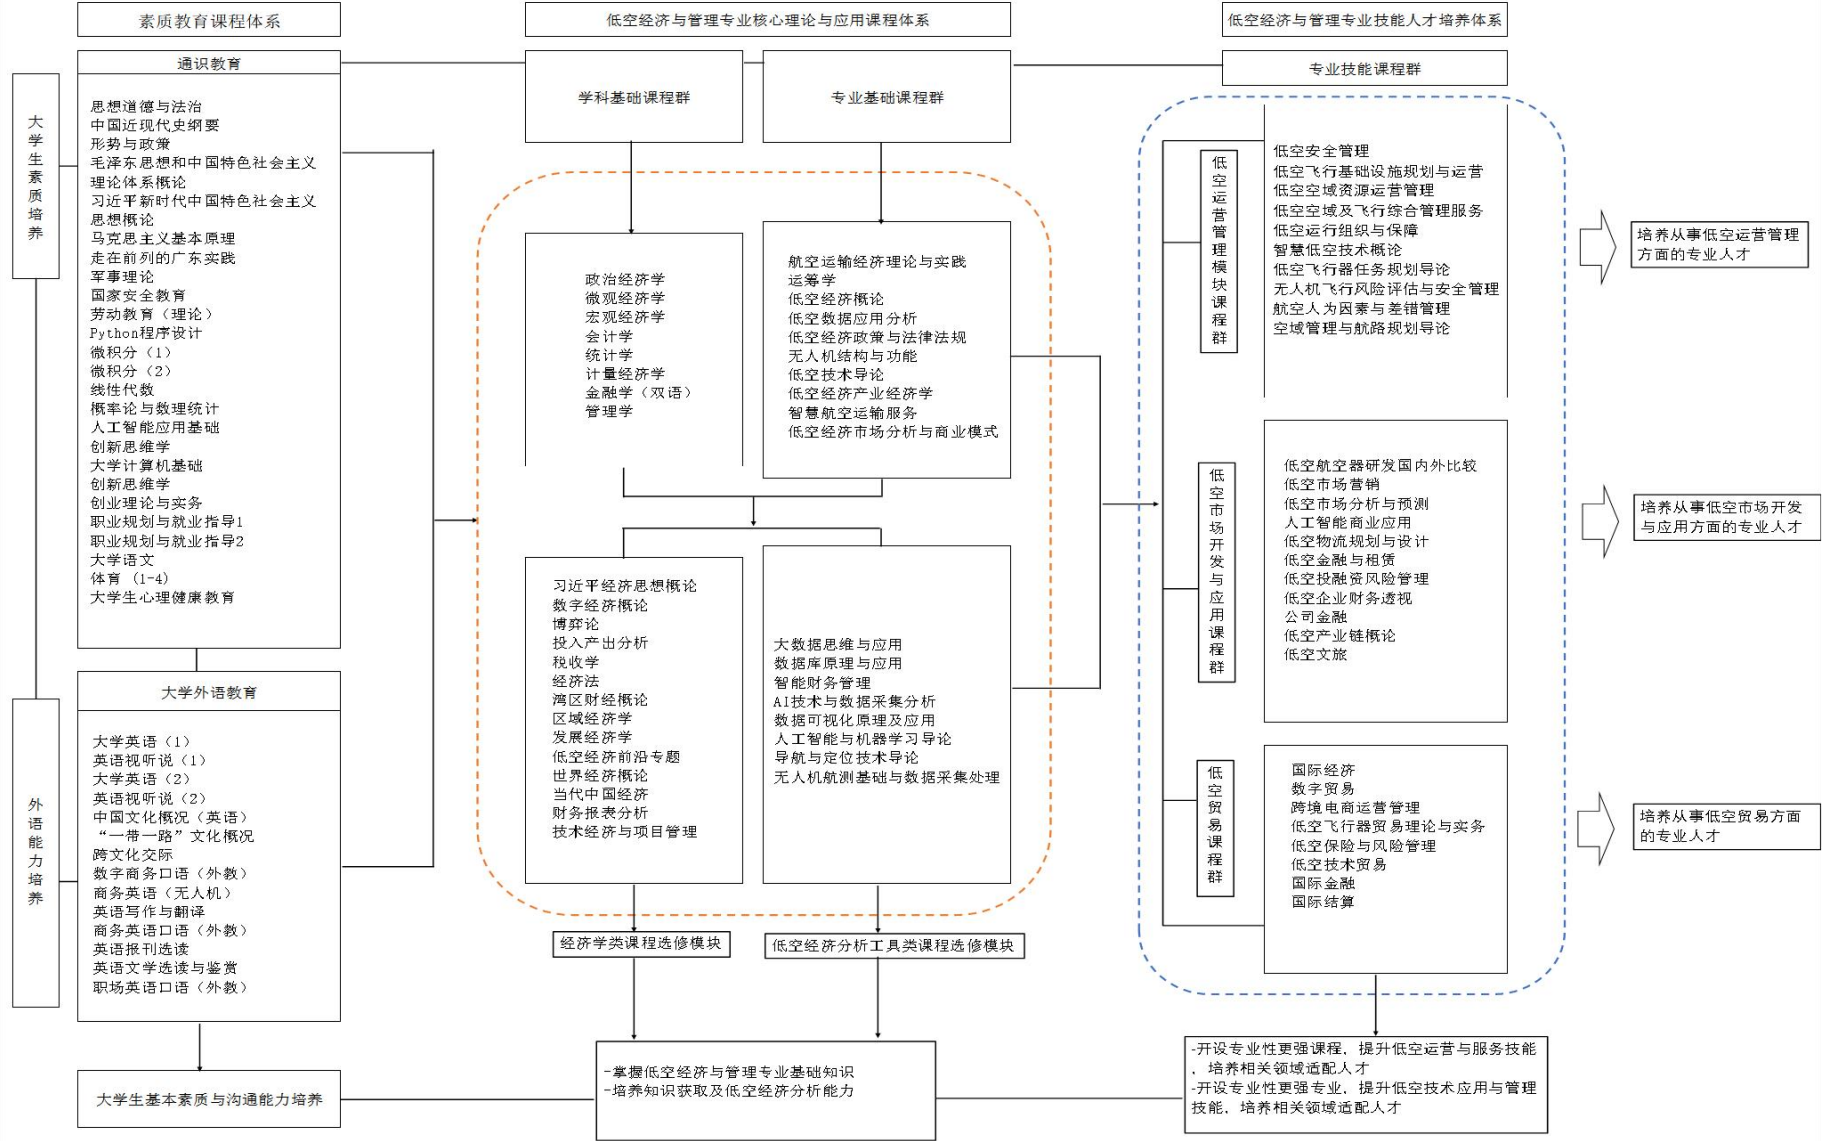 素质教育课程体系
低空经济与管理专业核心理论与应用课程体系
低空经济与管理专业技能人才培养体系
大学生素质培养
外语能力培养
通识教育
思想道德与法治
中国近现代史纲要
形势与政策
毛泽东思想和中国特色社会主义
理论体系概论
习近平新时代中国特色社会主义
思想概论
马克思主义基本原理
走在前列的广东实践
军事理论
国家安全教育
劳动教育（理论）
Python程序设计
微积分（1）
微积分（2）
线性代数
概率论与数理统计
人工智能应用基础
创新思维学
大学计算机基础
创新思维学
创业理论与实务
职业规划与就业指导1
职业规划与就业指导2
大学语文
体育 (1-4)
大学生心理健康教育
大学外语教育
大学英语（1）
英语视听说（1）
大学英语（2）
英语视听说（2）
中国文化概况（英语）
“一带一路”文化概况
跨文化交际
数字商务口语（外教）
商务英语（无人机）
英语写作与翻译
商务英语口语（外教）
英语报刊选读
英语文学选读与鉴赏
职场英语口语（外教）
大学生基本素质与沟通能力培养
学科基础课程群
专业基础课程群
政治经济学
微观经济学
宏观经济学
会计学
统计学
计量经济学
金融学（双语）
管理学
航空运输经济理论与实践
运筹学
低空经济概论
低空数据应用分析
低空经济政策与法律法规
无人机结构与功能
低空技术导论
低空经济产业经济学
智慧航空运输服务
低空经济市场分析与商业模式
习近平经济思想概论
数字经济概论
博弈论
投入产出分析
税收学
经济法
湾区财经概论
区域经济学
发展经济学
低空经济前沿专题
世界经济概论
当代中国经济
财务报表分析
技术经济与项目管理
大数据思维与应用
数据库原理与应用
智能财务管理
AI技术与数据采集分析
数据可视化原理及应用
人工智能与机器学习导论
导航与定位技术导论
无人机航测基础与数据采集处理
经济学类课程选修模块
低空经济分析工具类课程选修模块
-掌握低空经济与管理专业基础知识
-培养知识获取及低空经济分析能力
专业技能课程群
低空运营管理模块课程群
低空安全管理
低空飞行基础设施规划与运营
低空空域资源运营管理
低空空域及飞行综合管理服务
低空运行组织与保障
智慧低空技术概论
低空飞行器任务规划导论
无人机飞行风险评估与安全管理
航空人为因素与差错管理
空域管理与航路规划导论
低空市场开发与应用课程群
低空航空器研发国内外比较
低空市场营销
低空市场分析与预测
人工智能商业应用
低空物流规划与设计
低空金融与租赁
低空投融资风险管理
低空企业财务透视
公司金融
低空产业链概论
低空文旅
低空贸易课程群
国际经济
数字贸易
跨境电商运营管理
低空飞行器贸易理论与实务
低空保险与风险管理
低空技术贸易
国际金融
国际结算
-开设专业性更强课程，提升低空运营与服务技能
，培养相关领域适配人才
-开设专业性更强专业，提升低空技术应用与管理
技能，培养相关领域适配人才
培养从事低空运营管理
方面的专业人才
培养从事低空市场开发
与应用方面的专业人才
培养从事低空贸易方面
的专业人才